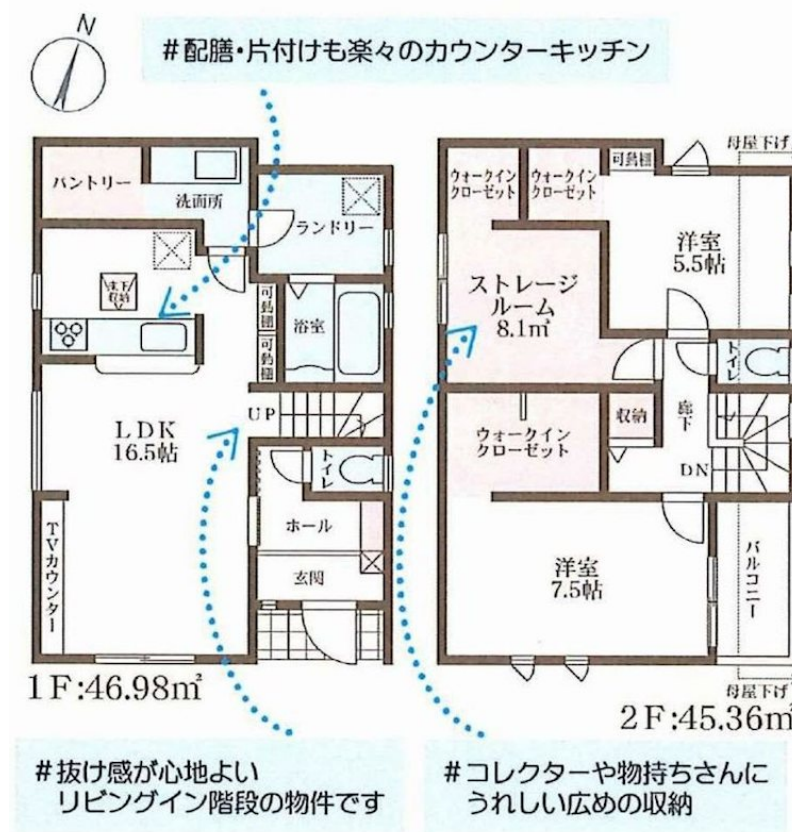 N
#配膳・片付けも楽々のカウンターキッチン
パントリー
洗面所
ランドリー
床下
収納
可動棚
可動棚
浴室
LDK
16.5帖
UP
トイレ
ホール
玄関
TVカウンター
1F:46.98㎡
母屋下げ
ウォークイン
クローゼット
ウォークイン
クローゼット
可動棚
洋室
5.5帖
ストレージ
ルーム
8.1㎡
トイレ
収納
廊下
ウォークイン
クローゼット
DN
洋室
7.5帖
バルコニー
母屋下げ
2F:45.36㎡
#抜け感が心地よい
リビングイン階段の物件です
#コレクターや物持ちさんに
うれしい広めの収納